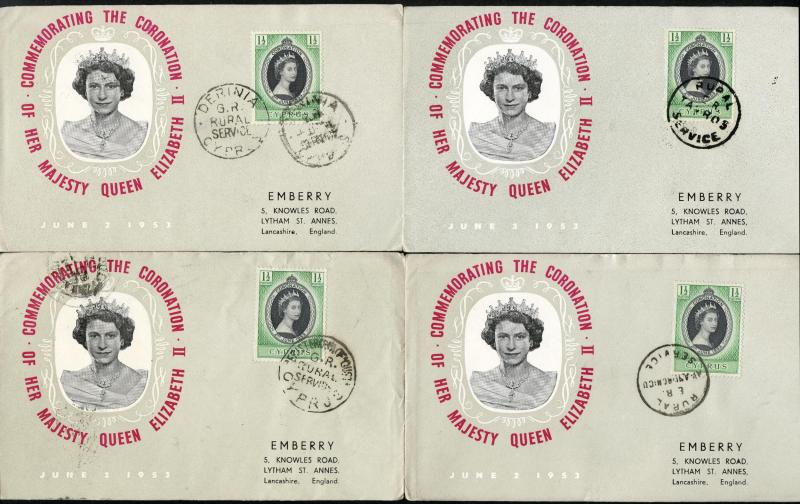 COMMEMORATING THE CORONATION
OF HER MAJESTY QUEEN ELIZABETH II
JUNE 2 1953
1½ CORONATION 1½
CYPRUS
DERINIA
G.R.
RURAL
SERVICE
CYPRUS
EMBERRY
5, KNOWLES ROAD,
LYTHAM ST. ANNES,
Lancashire, England.
COMMEMORATING THE CORONATION
OF HER MAJESTY QUEEN ELIZABETH II
JUNE 2 1953
1½ CORONATION 1½
CYPRUS
RURAL
SERVICE
EMBERRY
5, KNOWLES ROAD,
LYTHAM ST. ANNES,
Lancashire, England.
COMMEMORATING THE CORONATION
OF HER MAJESTY QUEEN ELIZABETH II
JUNE 2 1953
1½ CORONATION 1½
CYPRUS
G.R.
RURAL
SERVICE
CYPRUS
EMBERRY
5, KNOWLES ROAD,
LYTHAM ST. ANNES,
Lancashire, England.
COMMEMORATING THE CORONATION
OF HER MAJESTY QUEEN ELIZABETH II
JUNE 2 1953
1½ CORONATION 1½
CYPRUS
RURAL
SERVICE
EMBERRY
5, KNOWLES ROAD,
LYTHAM ST. ANNES,
Lancashire, England.